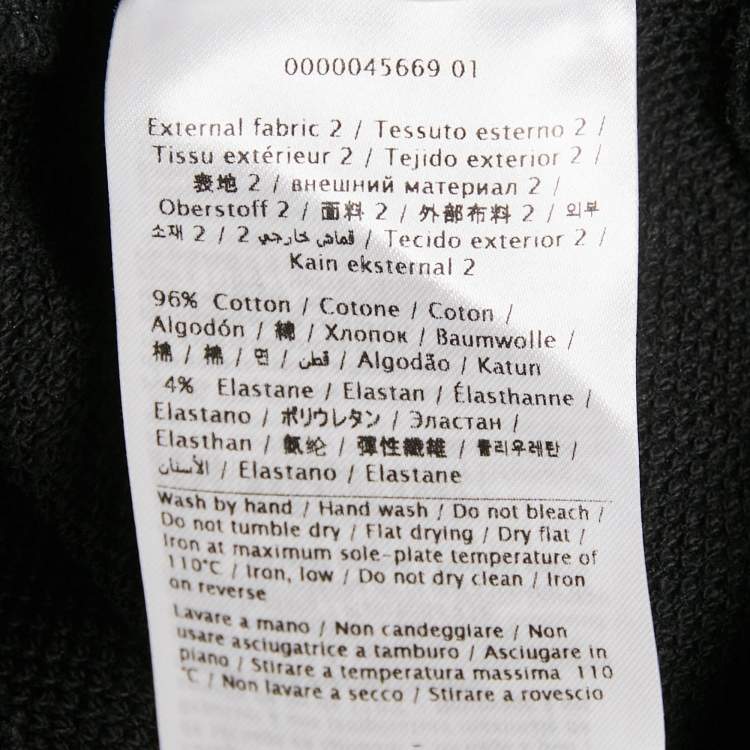 0000045669 01
External fabric 2 / Tessuto esterno 2 /
Tissu extérieur 2 / Tejido exterior 2 /
表地 2 / внешний материал 2 /
Oberstoff 2 / 面料 2 / 外部布料 2 / 외부
소재 2 / 2 قماش خارجي / Tecido exterior 2 /
Kain eksternal 2
96% Cotton / Cotone / Coton /
Algodón / 綿 / Хлопок / Baumwolle /
棉 / 棉 / 면 / قطن / Algodão / Katun
4% Elastane / Elastan / Élasthanne /
Elastano / ポリウレタン / Эластан /
Elasthan / 氨纶 / 彈性纖維 / 폴리우레탄 /
الأستان / Elastano / Elastane
Wash by hand / Hand wash / Do not bleach /
Do not tumble dry / Flat drying / Dry flat /
Iron at maximum sole-plate temperature of
110°C / Iron, low / Do not dry clean / Iron
on reverse
Lavare a mano / Non candeggiare / Non
usare asciugatrice a tamburo / Asciugare in
piano / Stirare a temperatura massima 110
°C / Non lavare a secco / Stirare a rovescio